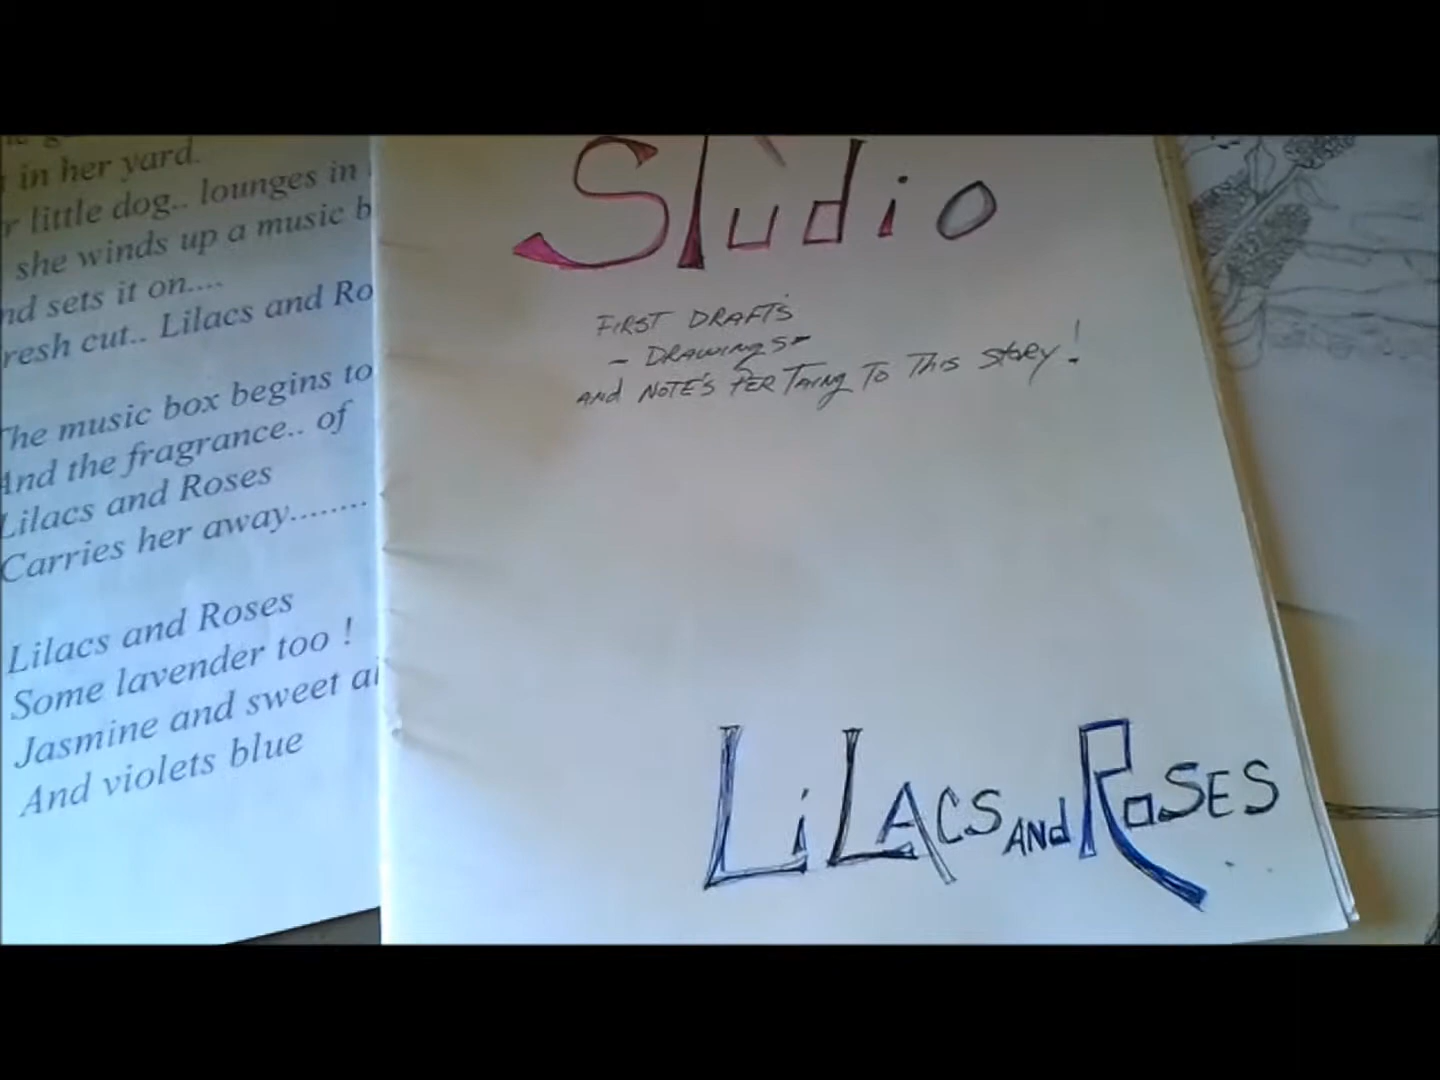 in her yard.
little dog.. lounges in
she winds up a music
sets it on....
cut.. Lilacs and
The music box begins to
And the fragrance.. of
Lilacs and Roses
Carries her away........
Lilacs and Roses
Some lavender too !
Jasmine and sweet
And violets blue
Studio
FIRST DRAFTS
- DRAWINGS-
AND NOTE'S PERTAING TO THIS STORY!
LiLACS AND ROSES